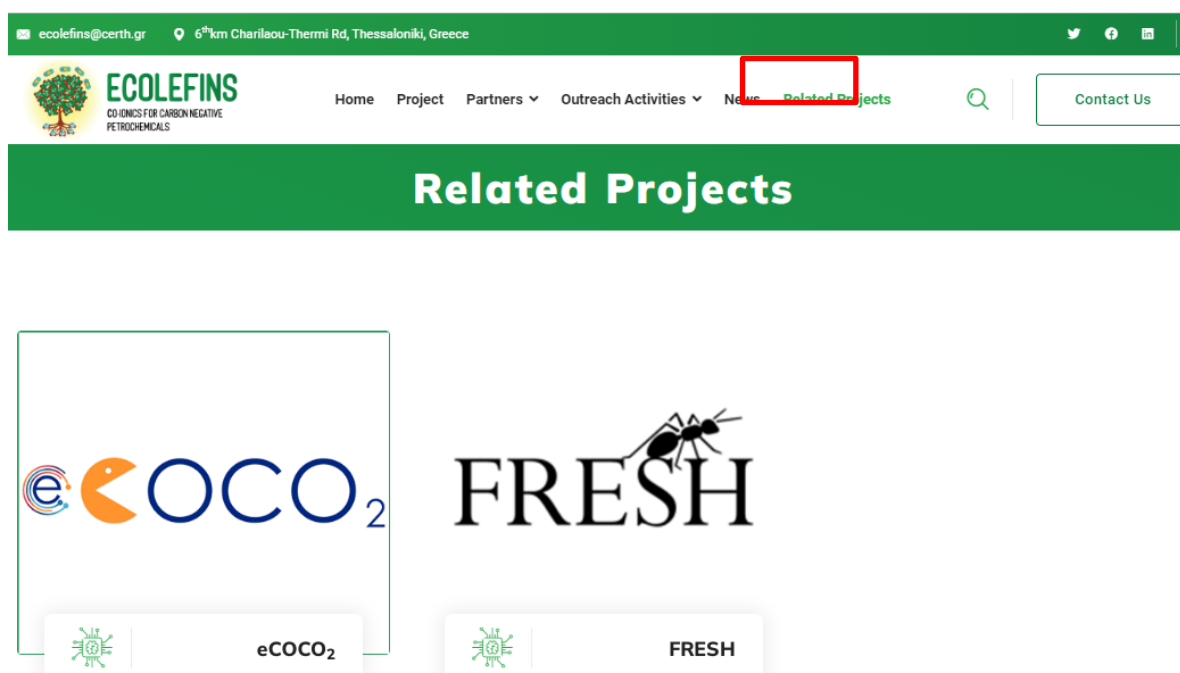 ecolefins@certh.gr 6thkm Charilaou-Thermi Rd, Thessaloniki, Greece
ECOLEFINS
CO-IONICS FOR CARBON NEGATIVE
PETROCHEMICALS
Home Project Partners Outreach Activities News Related Projects Contact Us
Related Projects
eCOCO2
FRESH
eCOCO2
FRESH